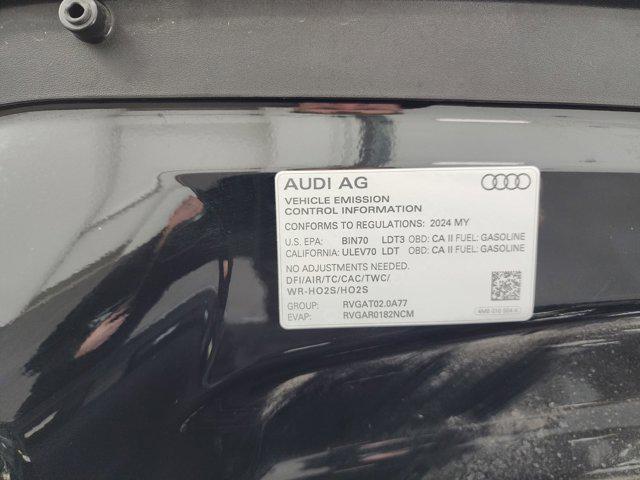 AUDI AG
VEHICLE EMISSION
CONTROL INFORMATION
CONFORMS TO REGULATIONS: 2024 MY
U.S. EPA: BIN70 LDT3 OBD: CA II FUEL: GASOLINE
CALIFORNIA: ULEV70 LDT OBD: CA II FUEL: GASOLINE
NO ADJUSTMENTS NEEDED.
DFI/AIR/TC/CAC/TWC/
WR-HO2S/HO2S
GROUP: RVGAT02.0A77
EVAP: RVGAR0182NCM